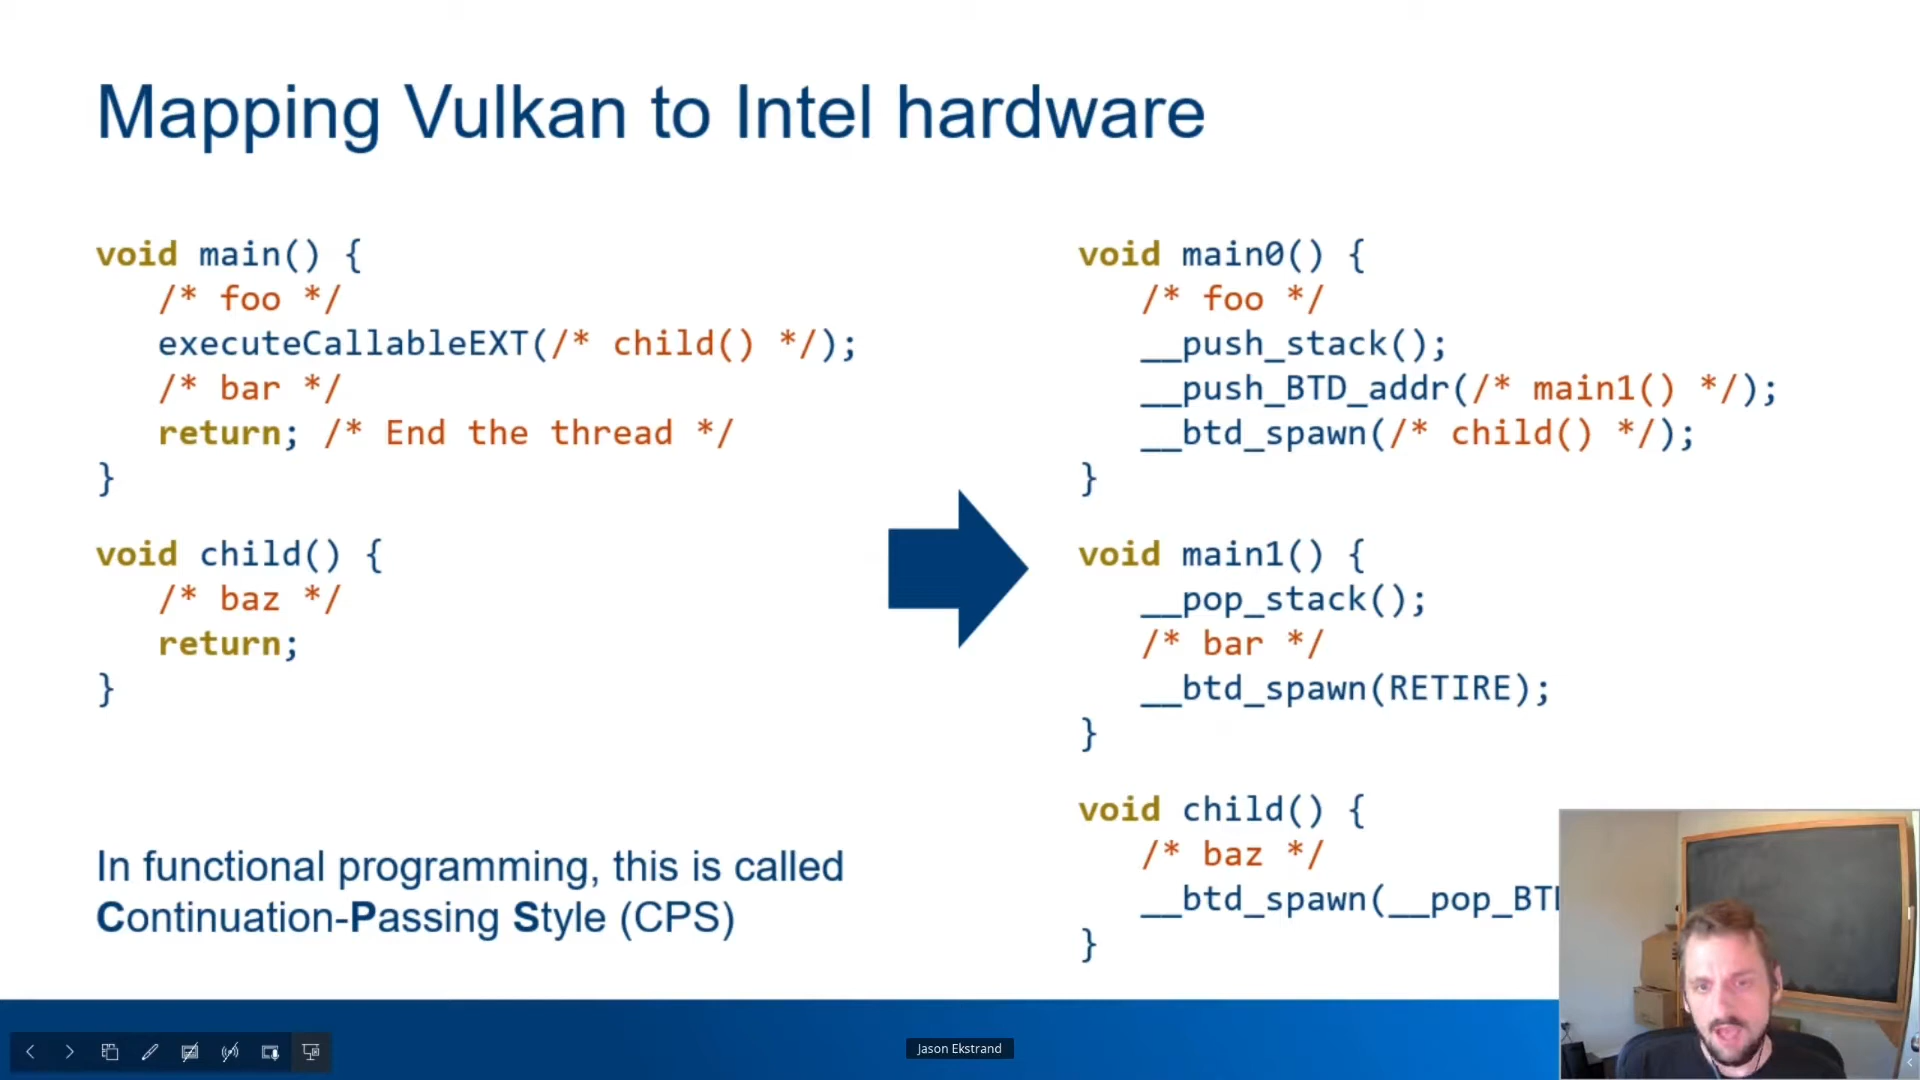 Mapping Vulkan to Intel hardware
void main() {
/* foo */
executeCallableEXT(/* child() */);
/* bar */
return; /* End the thread */
}
void child() {
/* baz */
return;
}
In functional programming, this is called
Continuation-Passing Style (CPS)
void main0() {
/* foo */
__push_stack();
__push_BTD_addr(/* main1() */);
__btd_spawn(/* child() */);
}
void main1() {
__pop_stack();
/* bar */
__btd_spawn(RETIRE);
}
void child() {
/* baz */
__btd_spawn(
}
Jason Ekstrand